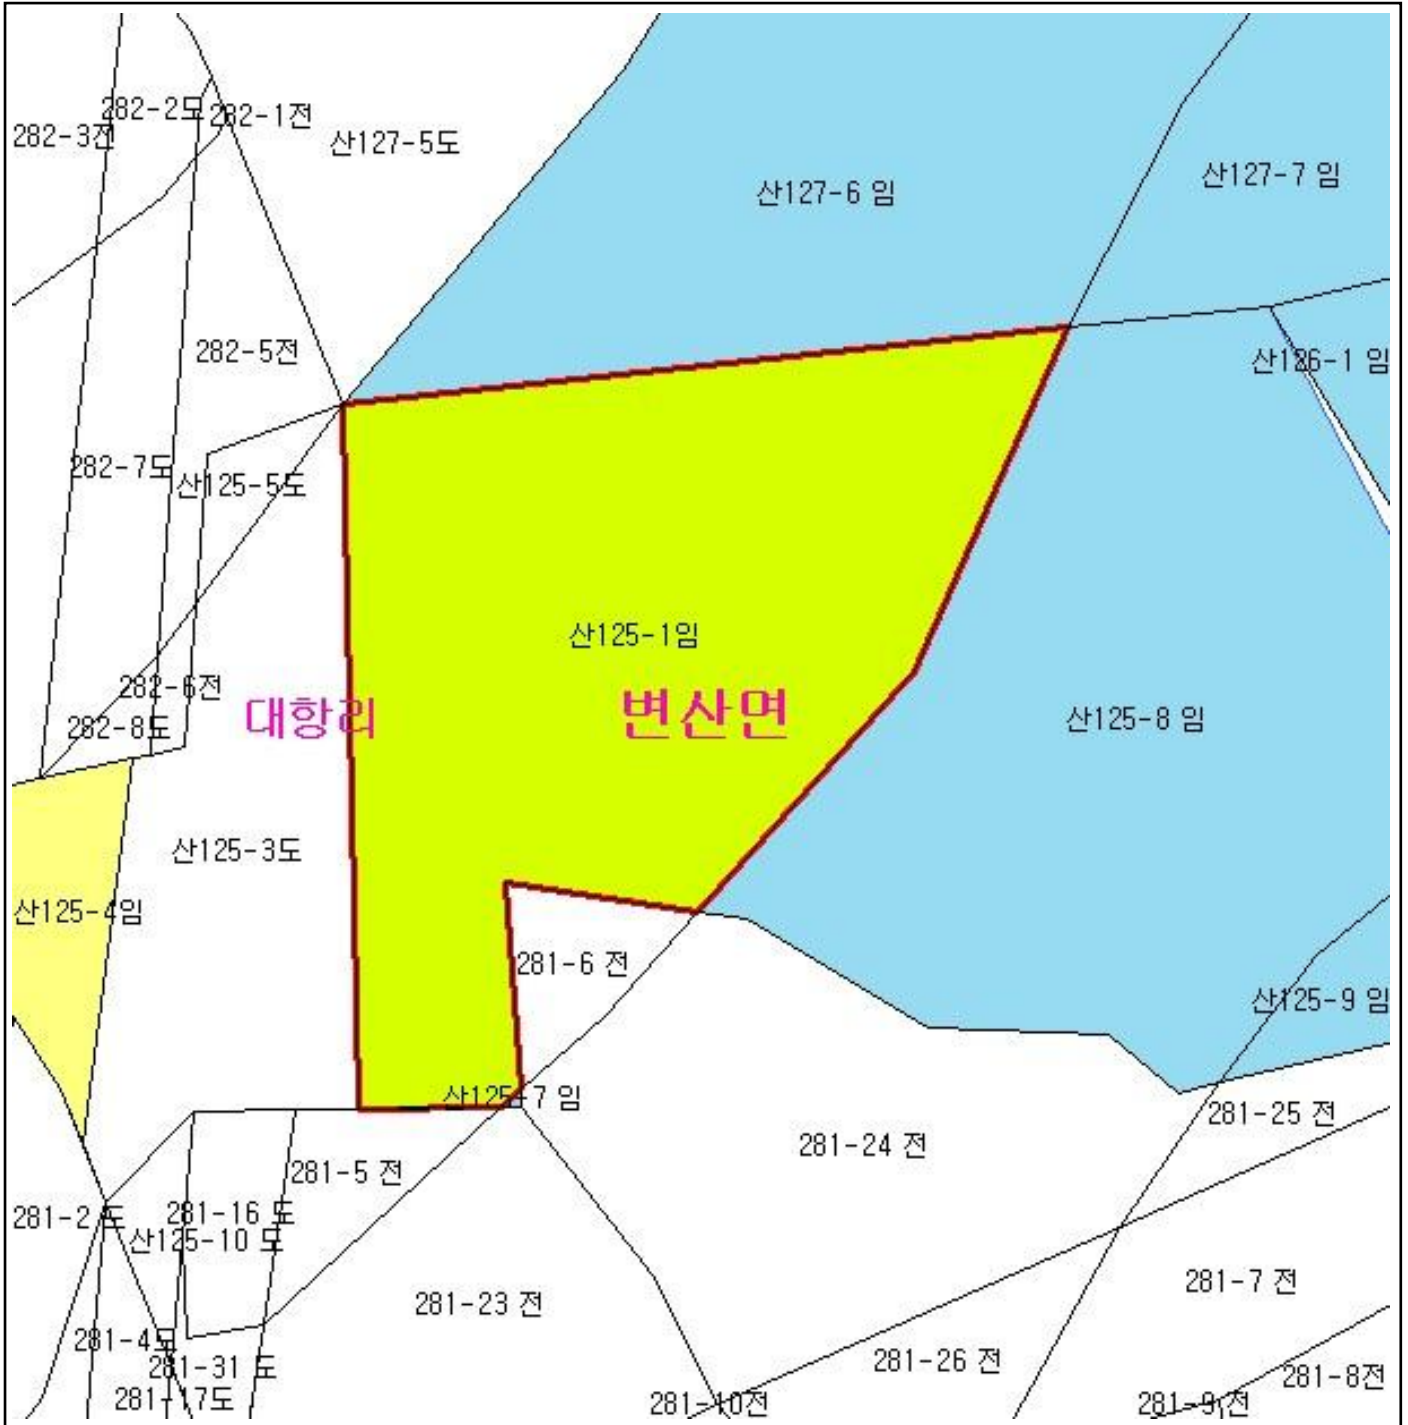 282-2도
282-1전
282-3전
산127-5도
산127-6 임
산127-7 임
282-5전
산126-1 임
282-7도
산125-5도
산125-1임
282-6전
대항리
변산면
산125-8 임
282-8도
산125-3도
산125-4임
281-6 전
산125-9 임
산125-7 임
281-25 전
281-24 전
281-5 전
281-2 도
281-16 도
산125-10 도
281-7 전
281-23 전
281-4도
281-26 전
281-31 도
281-8전
281-17도
281-10전
281-9전